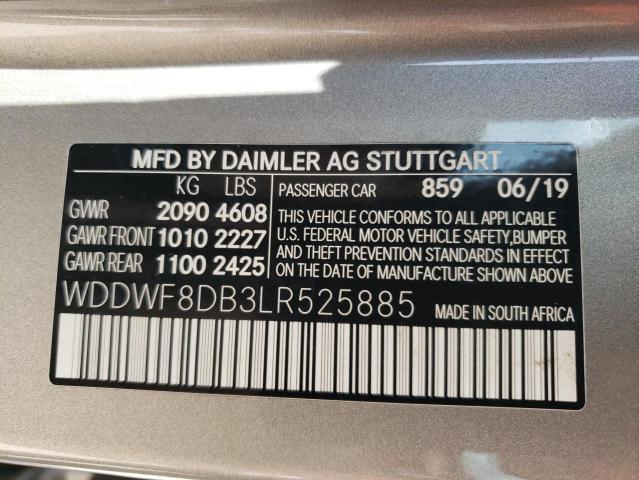 MFD BY DAIMLER AG STUTTGART
KG LBS
GVWR 2090 4608
GAWR FRONT 1010 2227
GAWR REAR 1100 2425
PASSENGER CAR 859 06/19
THIS VEHICLE CONFORMS TO ALL APPLICABLE
U.S. FEDERAL MOTOR VEHICLE SAFETY,BUMPER
AND THEFT PREVENTION STANDARDS IN EFFECT
ON THE DATE OF MANUFACTURE SHOWN ABOVE.
WDDWF8DB3LR525885 MADE IN SOUTH AFRICA